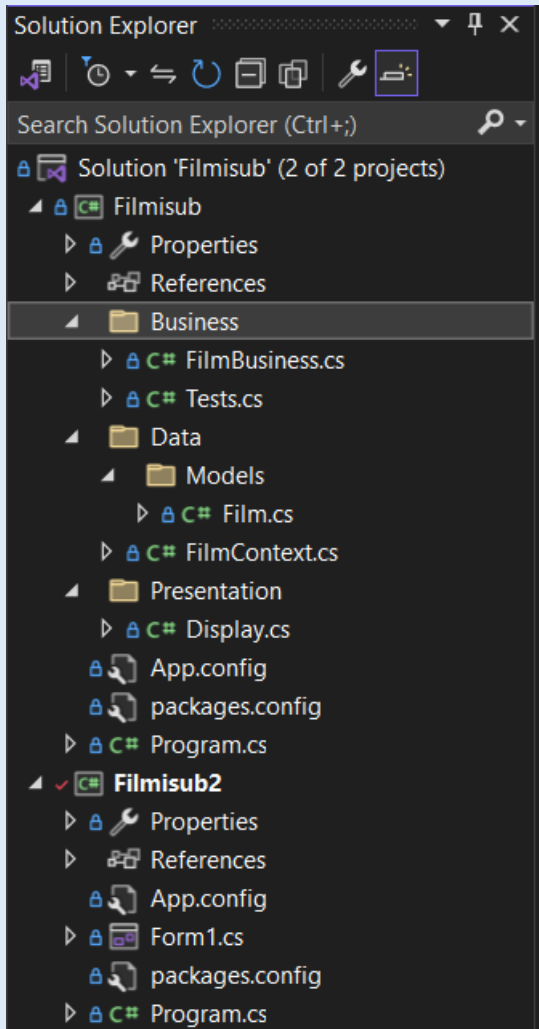 Solution Explorer
Search Solution Explorer (Ctrl+;)
Solution 'Filmisub' (2 of 2 projects)
C# Filmisub
Properties
References
Business
C# FilmBusiness.cs
C# Tests.cs
Data
Models
C# Film.cs
C# FilmContext.cs
Presentation
C# Display.cs
App.config
packages.config
C# Program.cs
C# Filmisub2
Properties
References
App.config
Form1.cs
packages.config
C# Program.cs